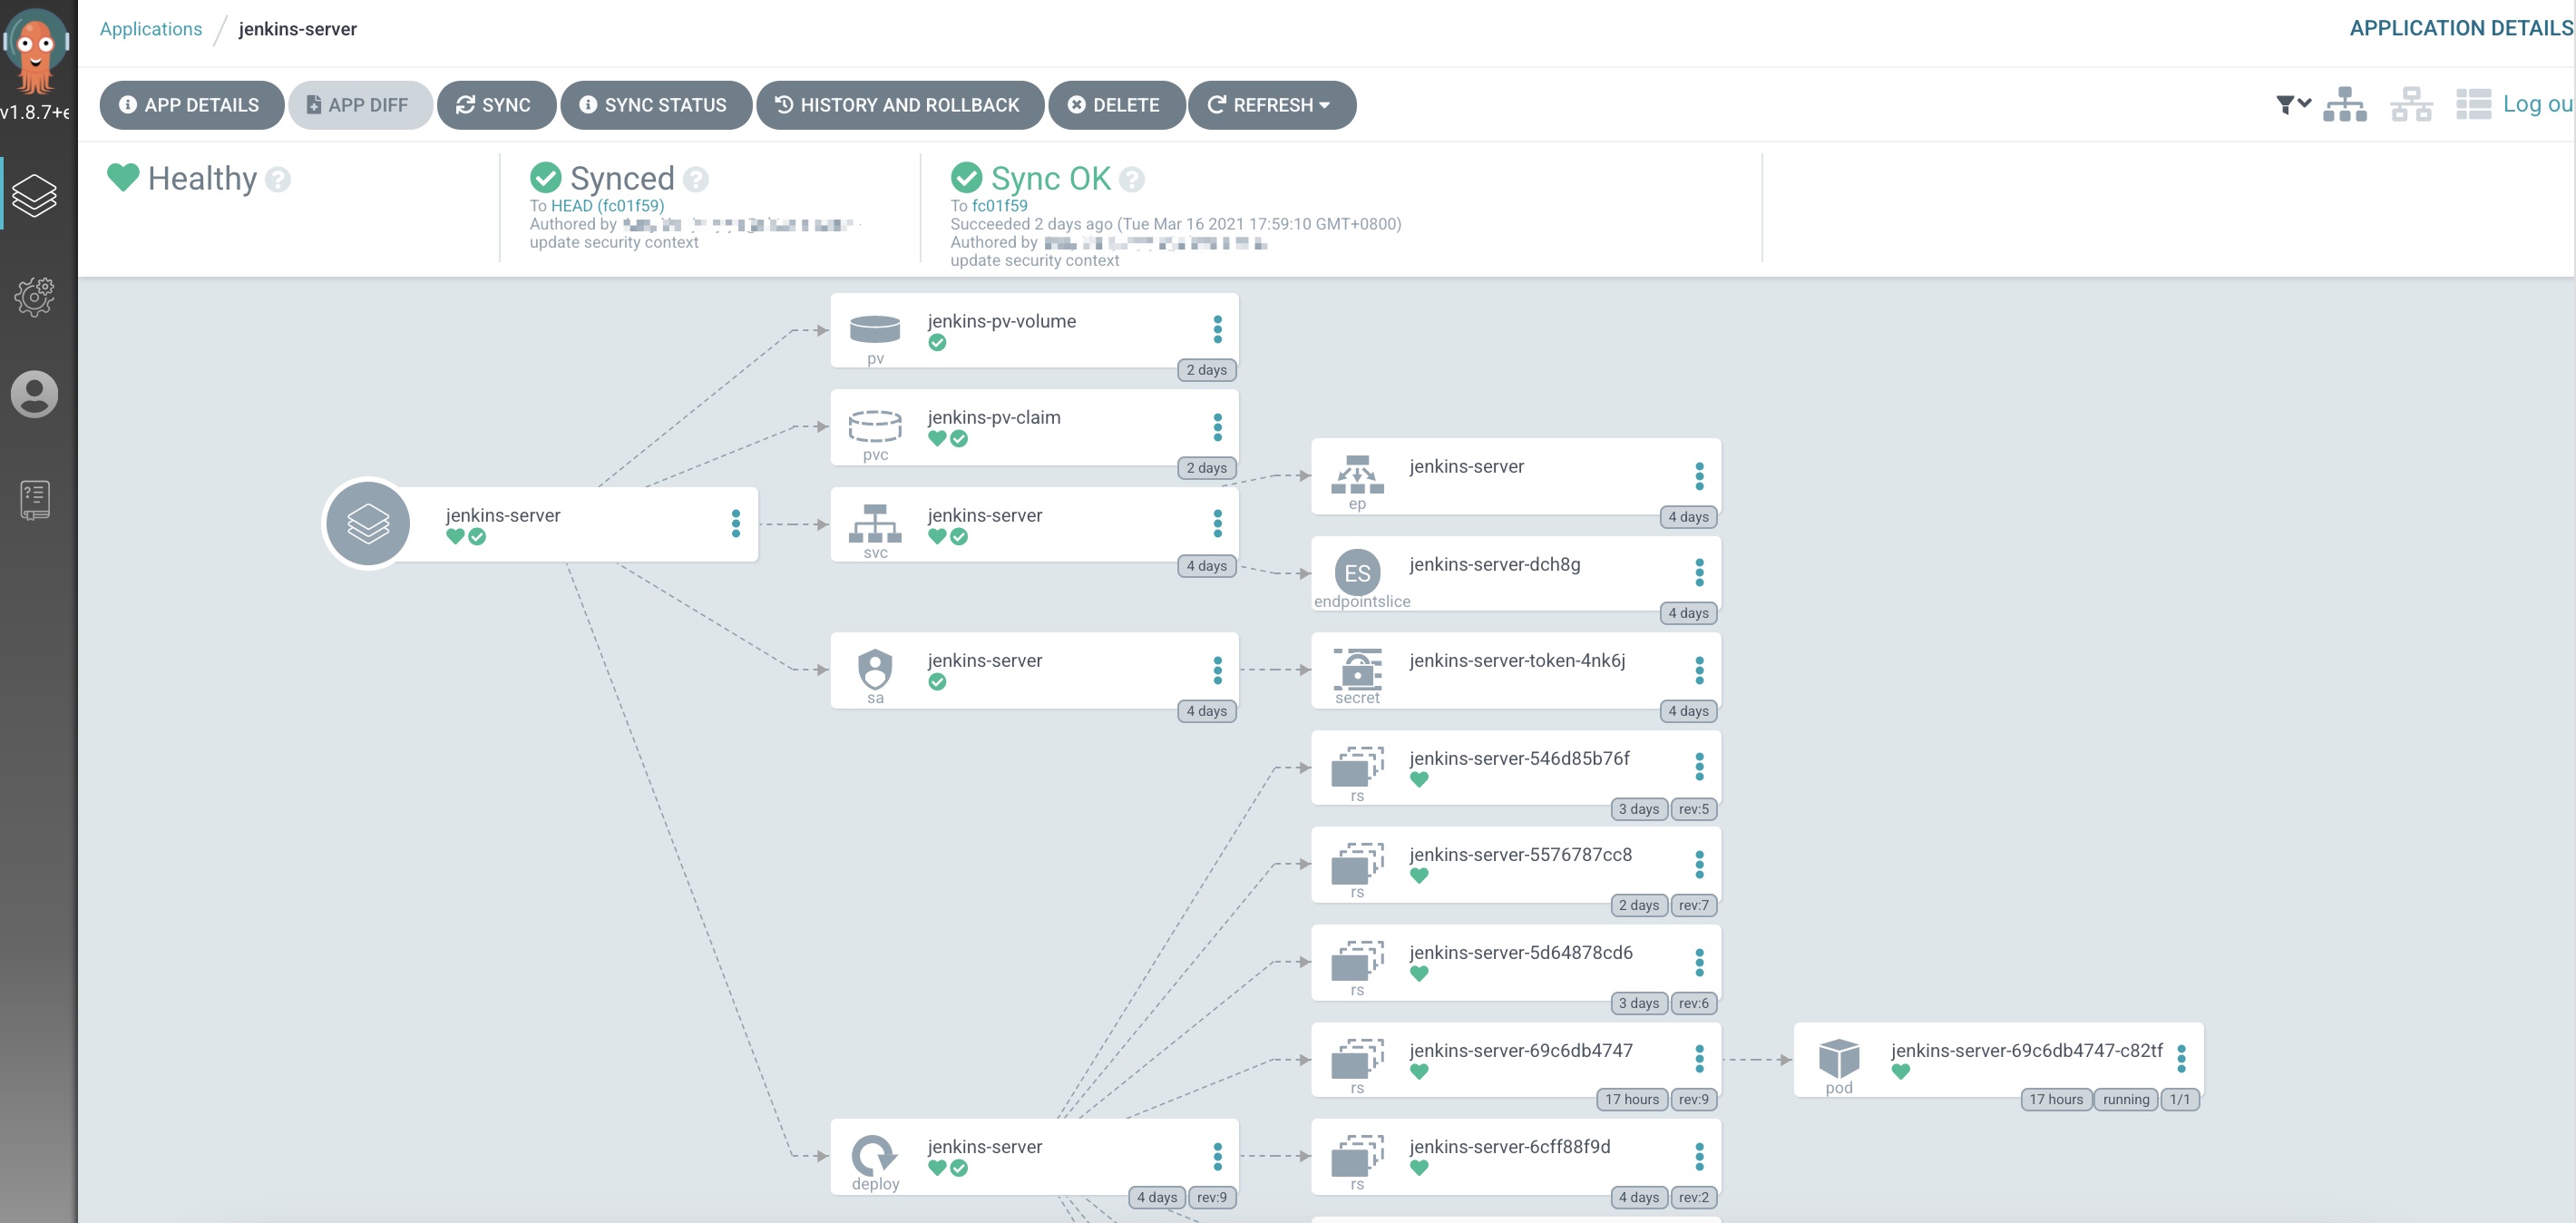 Applications / jenkins-server
APPLICATION DETAILS
v1.8.7+
APP DETAILS
APP DIFF
SYNC
SYNC STATUS
HISTORY AND ROLLBACK
DELETE
REFRESH
Log ou
Healthy
Synced
To HEAD (fc01f59)
Authored by
update security context
Sync OK
To fc01f59
Succeeded 2 days ago (Tue Mar 16 2021 17:59:10 GMT+0800)
Authored by
update security context
jenkins-server
jenkins-pv-volume
pv
2 days
jenkins-pv-claim
pvc
2 days
jenkins-server
svc
4 days
jenkins-server
sa
4 days
jenkins-server
deploy
4 days rev:9
jenkins-server
ep
4 days
ES
jenkins-server-dch8g
endpointslice
4 days
jenkins-server-token-4nk6j
secret
4 days
jenkins-server-546d85b76f
rs
3 days rev:5
jenkins-server-5576787cc8
rs
2 days rev:7
jenkins-server-5d64878cd6
rs
3 days rev:6
jenkins-server-69c6db4747
rs
17 hours rev:9
jenkins-server-6cff88f9d
rs
4 days rev:2
jenkins-server-69c6db4747-c82tf
pod
17 hours running 1/1